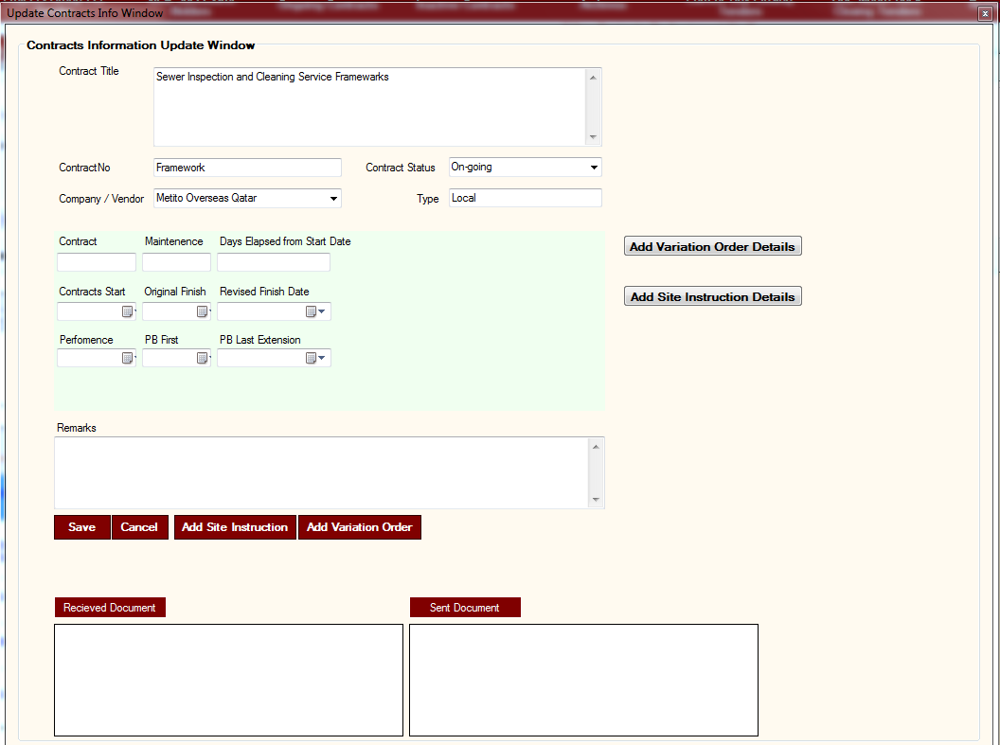 Update Contracts Info Window
x
Contracts Information Update Window
Contract Title
Sewer Inspection and Cleaning Service Framewarks
ContractNo Framework Contract Status On-going
Company / Vendor Metito Overseas Qatar Type Local
Contract Maintenence Days Elapsed from Start Date
Add Variation Order Details
Contracts Start Original Finish Revised Finish Date
Add Site Instruction Details
Perfomence PB First PB Last Extension
Remarks
Save Cancel Add Site Instruction Add Variation Order
Recieved Document Sent Document